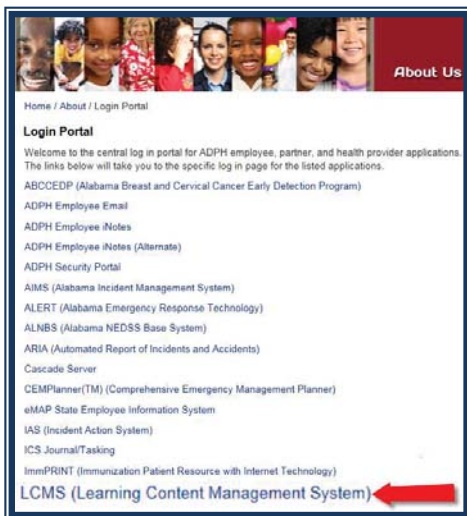 About Us
Home / About / Login Portal
Login Portal
Welcome to the central log in portal for ADPH employee, partner, and health provider applications.
The links below will take you to the specific log in page for the listed applications.
ABCCEDP (Alabama Breast and Cervical Cancer Early Detection Program)
ADPH Employee Email
ADPH Employee iNotes
ADPH Employee iNotes (Alternate)
ADPH Security Portal
AIMS (Alabama Incident Management System)
ALERT (Alabama Emergency Response Technology)
ALNBS (Alabama NEDSS Base System)
ARIA (Automated Report of Incidents and Accidents)
Cascade Server
CEMPlanner(TM) (Comprehensive Emergency Management Planner)
eMAP State Employee Information System
IAS (Incident Action System)
ICS Journal/Tasking
ImmPRINT (Immunization Patient Resource with Internet Technology)
LCMS (Learning Content Management System)